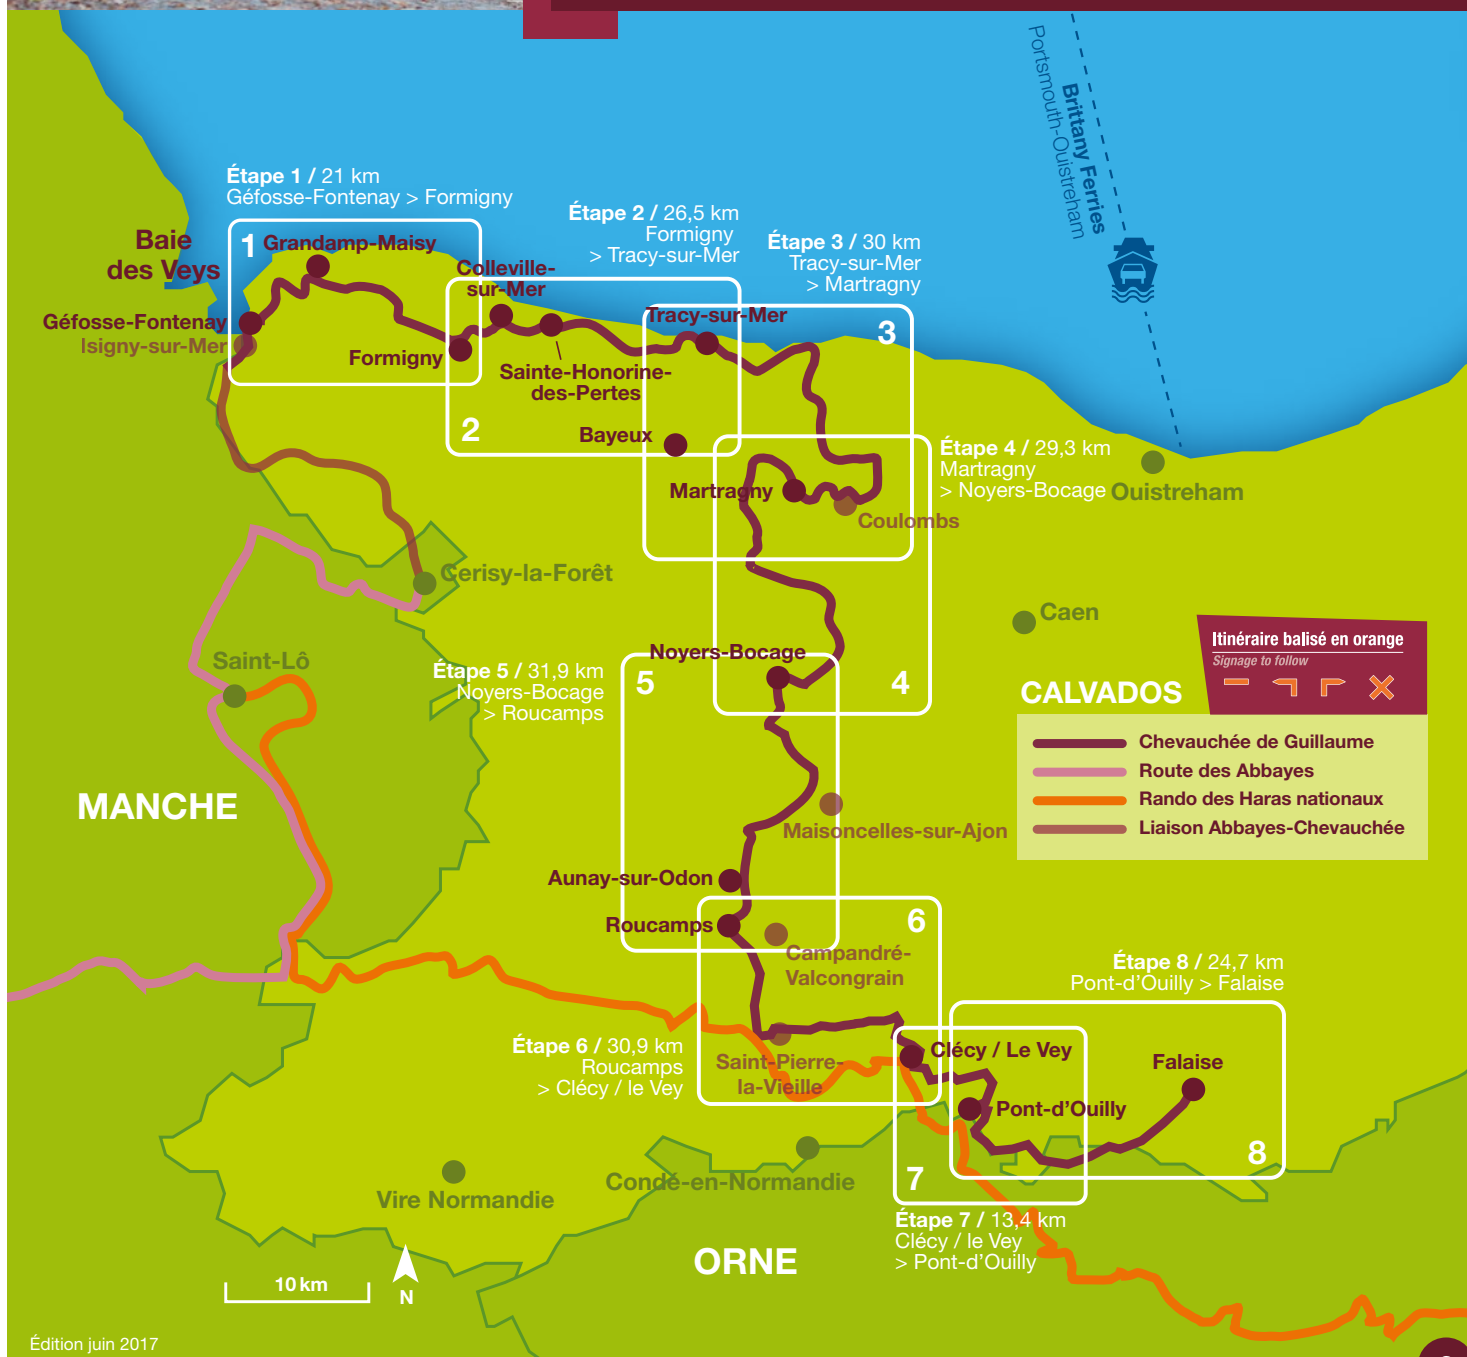 Brittany Ferries
Portsmouth-Ouistreham
Étape 1 / 21 km
Géfosse-Fontenay > Formigny
Étape 2 / 26,5 km
Formigny
> Tracy-sur-Mer
Étape 3 / 30 km
Tracy-sur-Mer
> Martragny
Baie
des Veys
1
Grandamp-Maisy
Colleville-
sur-Mer
Géfosse-Fontenay
Isigny-sur-Mer
Formigny
Sainte-Honorine-
des-Pertes
Tracy-sur-Mer
3
2
Bayeux
Étape 4 / 29,3 km
Martragny
> Noyers-Bocage
Ouistreham
Martragny
Coulombs
Cerisy-la-Forêt
Caen
Saint-Lô
Étape 5 / 31,9 km
Noyers-Bocage
> Roucamps
Noyers-Bocage
5
4
Itinéraire balisé en orange
Signage to follow
CALVADOS
Chevauchée de Guillaume
Route des Abbayes
Rando des Haras nationaux
Liaison Abbayes-Chevauchée
MANCHE
Maisoncelles-sur-Ajon
Aunay-sur-Odon
Roucamps
6
Campandré-
Valcongrain
Étape 8 / 24,7 km
Pont-d'Ouilly > Falaise
Étape 6 / 30,9 km
Roucamps
> Clécy / le Vey
Saint-Pierre-
la-Vieille
Clécy / Le Vey
Falaise
Pont-d'Ouilly
8
7
Condé-en-Normandie
Vire Normandie
Étape 7 / 13,4 km
Clécy / le Vey
> Pont-d'Ouilly
ORNE
10 km
N
Édition juin 2017